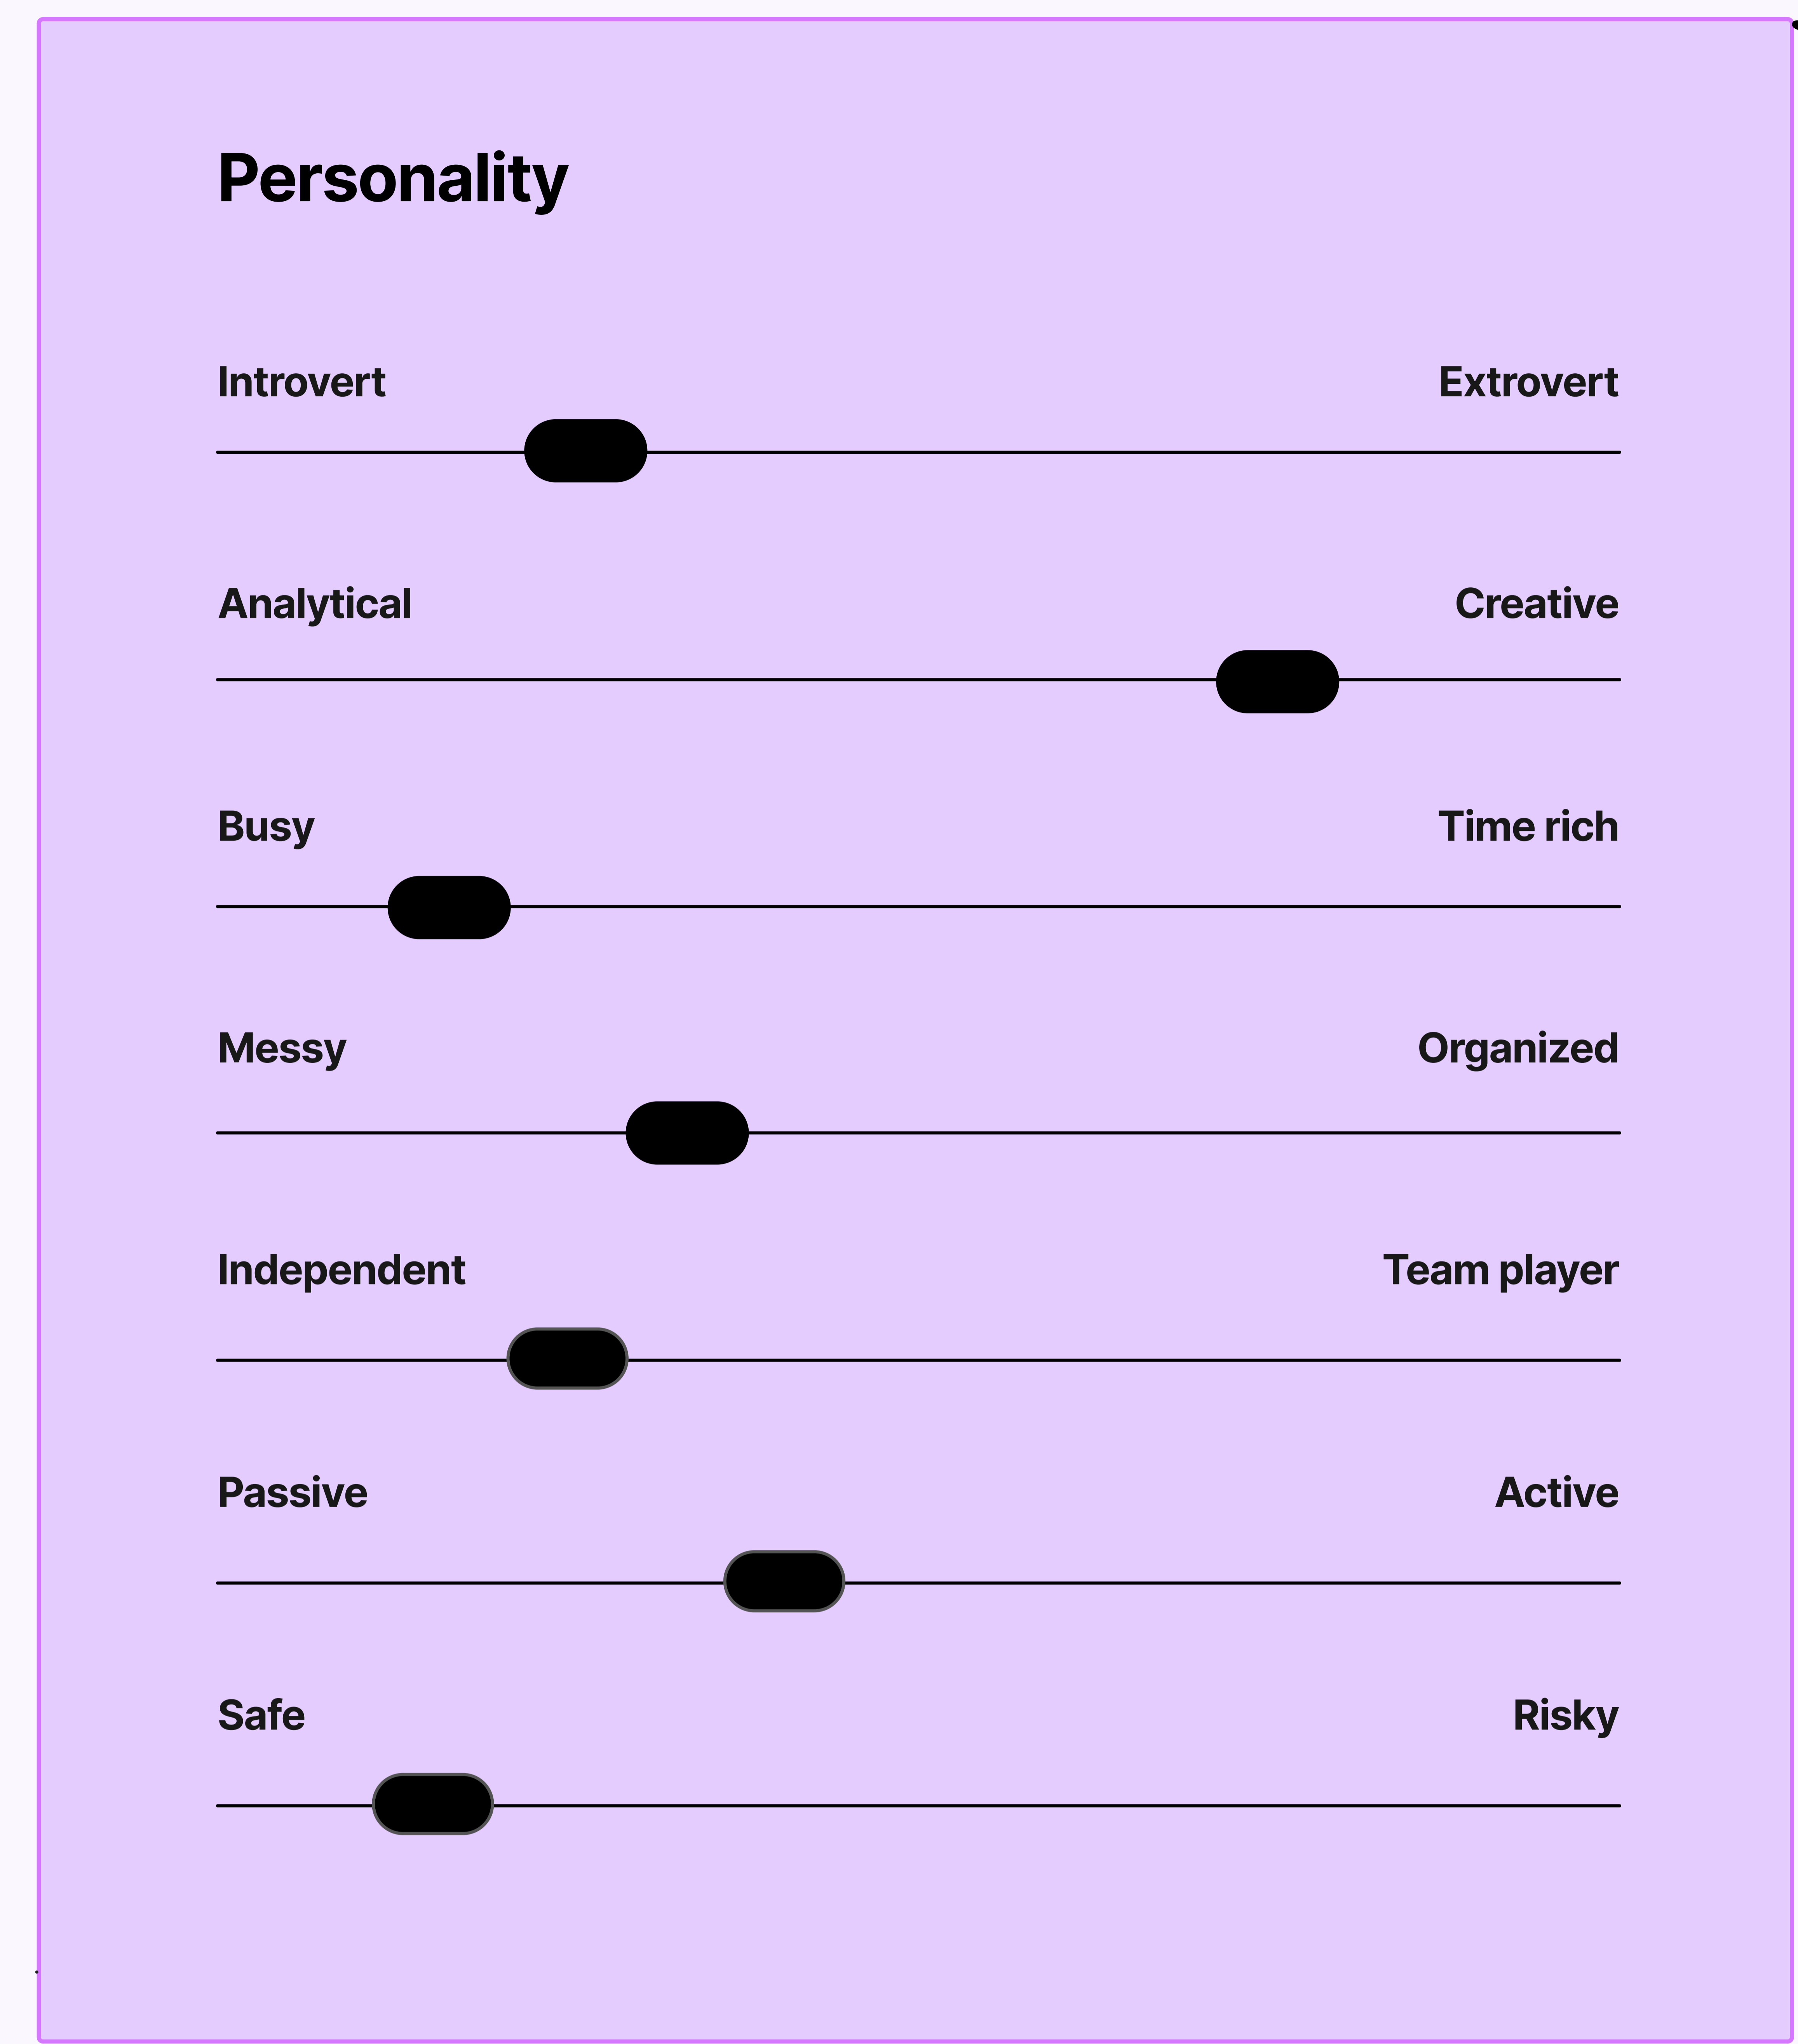 Personality
Introvert Extrovert
Analytical Creative
Busy Time rich
Messy Organized
Independent Team player
Passive Active
Safe Risky